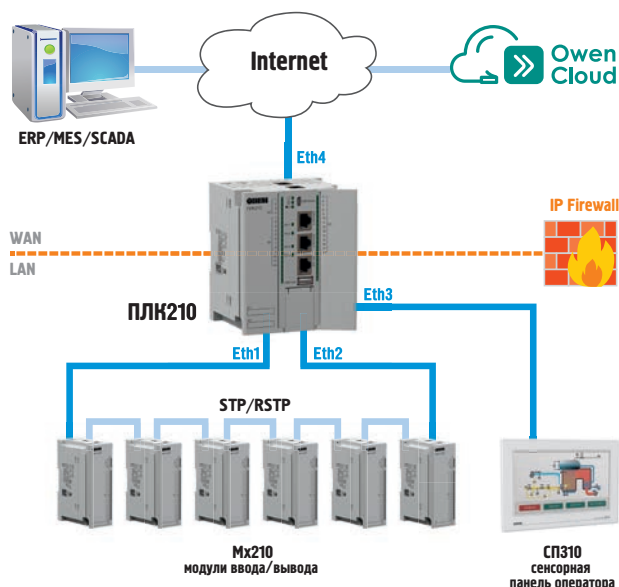 Internet
Owen
Cloud
ERP/MES/SCADA
Eth4
IP Firewall
WAN
LAN
ПЛК210
Eth3
Eth1
Eth2
STP/RSTP
Mx210
модули ввода/вывода
СП310
сенсорная
панель оператора